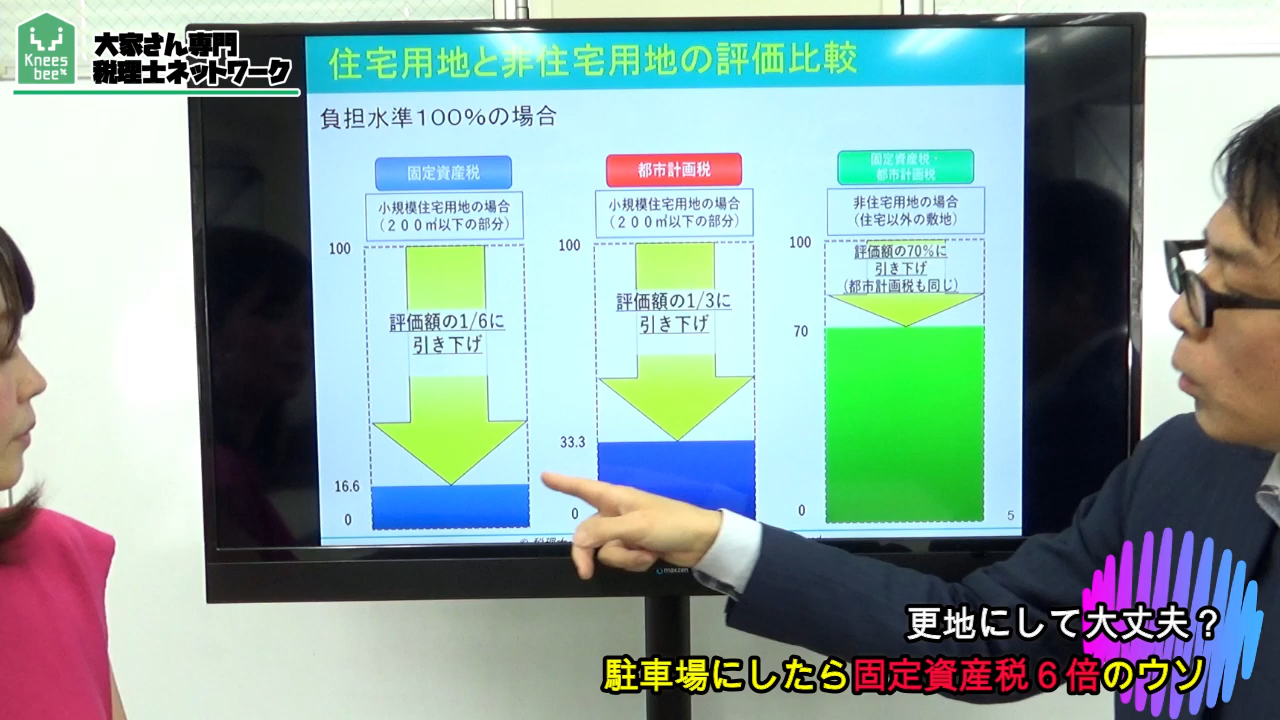 Knees
bee
大家さん専門
税理士ネットワーク
住宅用地と非住宅用地の評価比較
負担水準100%の場合
固定資産税
小規模住宅用地の場合
(200㎡以下の部分)
100
評価額の1/6に
引き下げ
16.6
0
都市計画税
小規模住宅用地の場合
(200㎡以下の部分)
100
評価額の1/3に
引き下げ
33.3
0
固定資産税・
都市計画税
非住宅用地の場合
(住宅以外の敷地)
100
評価額の70%に
引き下げ
(都市計画税も同じ)
70
0
5
maxzen
更地にして大丈夫?
駐車場にしたら固定資産税6倍のウソ